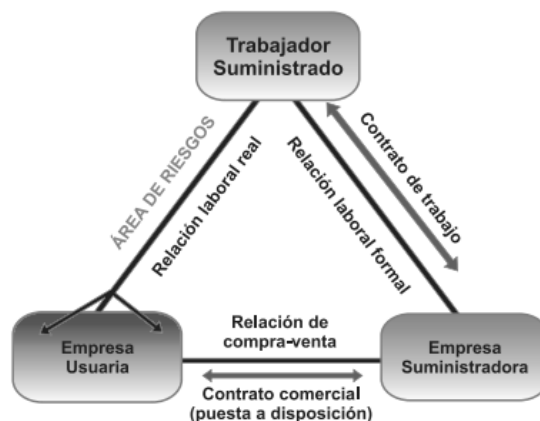 Trabajador
Suministrado
ÁREA DE RIESGOS
Relación laboral real
Relación laboral formal
Contrato de trabajo
Empresa
Usuaria
Relación de
compra-venta
Contrato comercial
(puesta a disposición)
Empresa
Suministradora